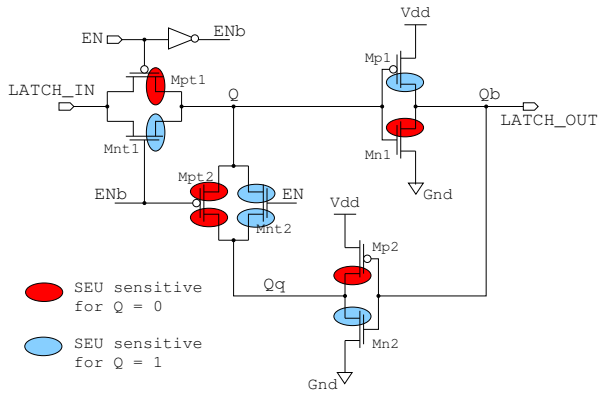 Vdd
EN
ENb
Mp1
Mpt1
LATCH_IN
Q
Qb
LATCH_OUT
Mnt1
Mn1
Mpt2
ENb
EN
Gnd
Vdd
Mnt2
Mp2
Qq
SEU sensitive
for Q = 0
SEU sensitive
for Q = 1
Mn2
Gnd